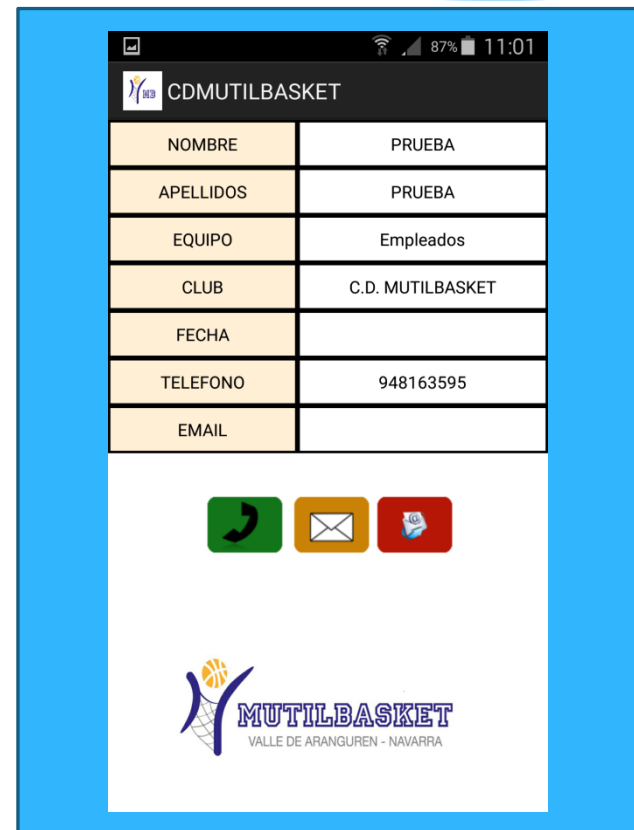 87% 11:01
MB CDMUTILBASKET
NOMBRE PRUEBA
APELLIDOS PRUEBA
EQUIPO Empleados
CLUB C.D. MUTILBASKET
FECHA
TELEFONO 948163595
EMAIL
@
MUTILBASKET
VALLE DE ARANGUREN - NAVARRA